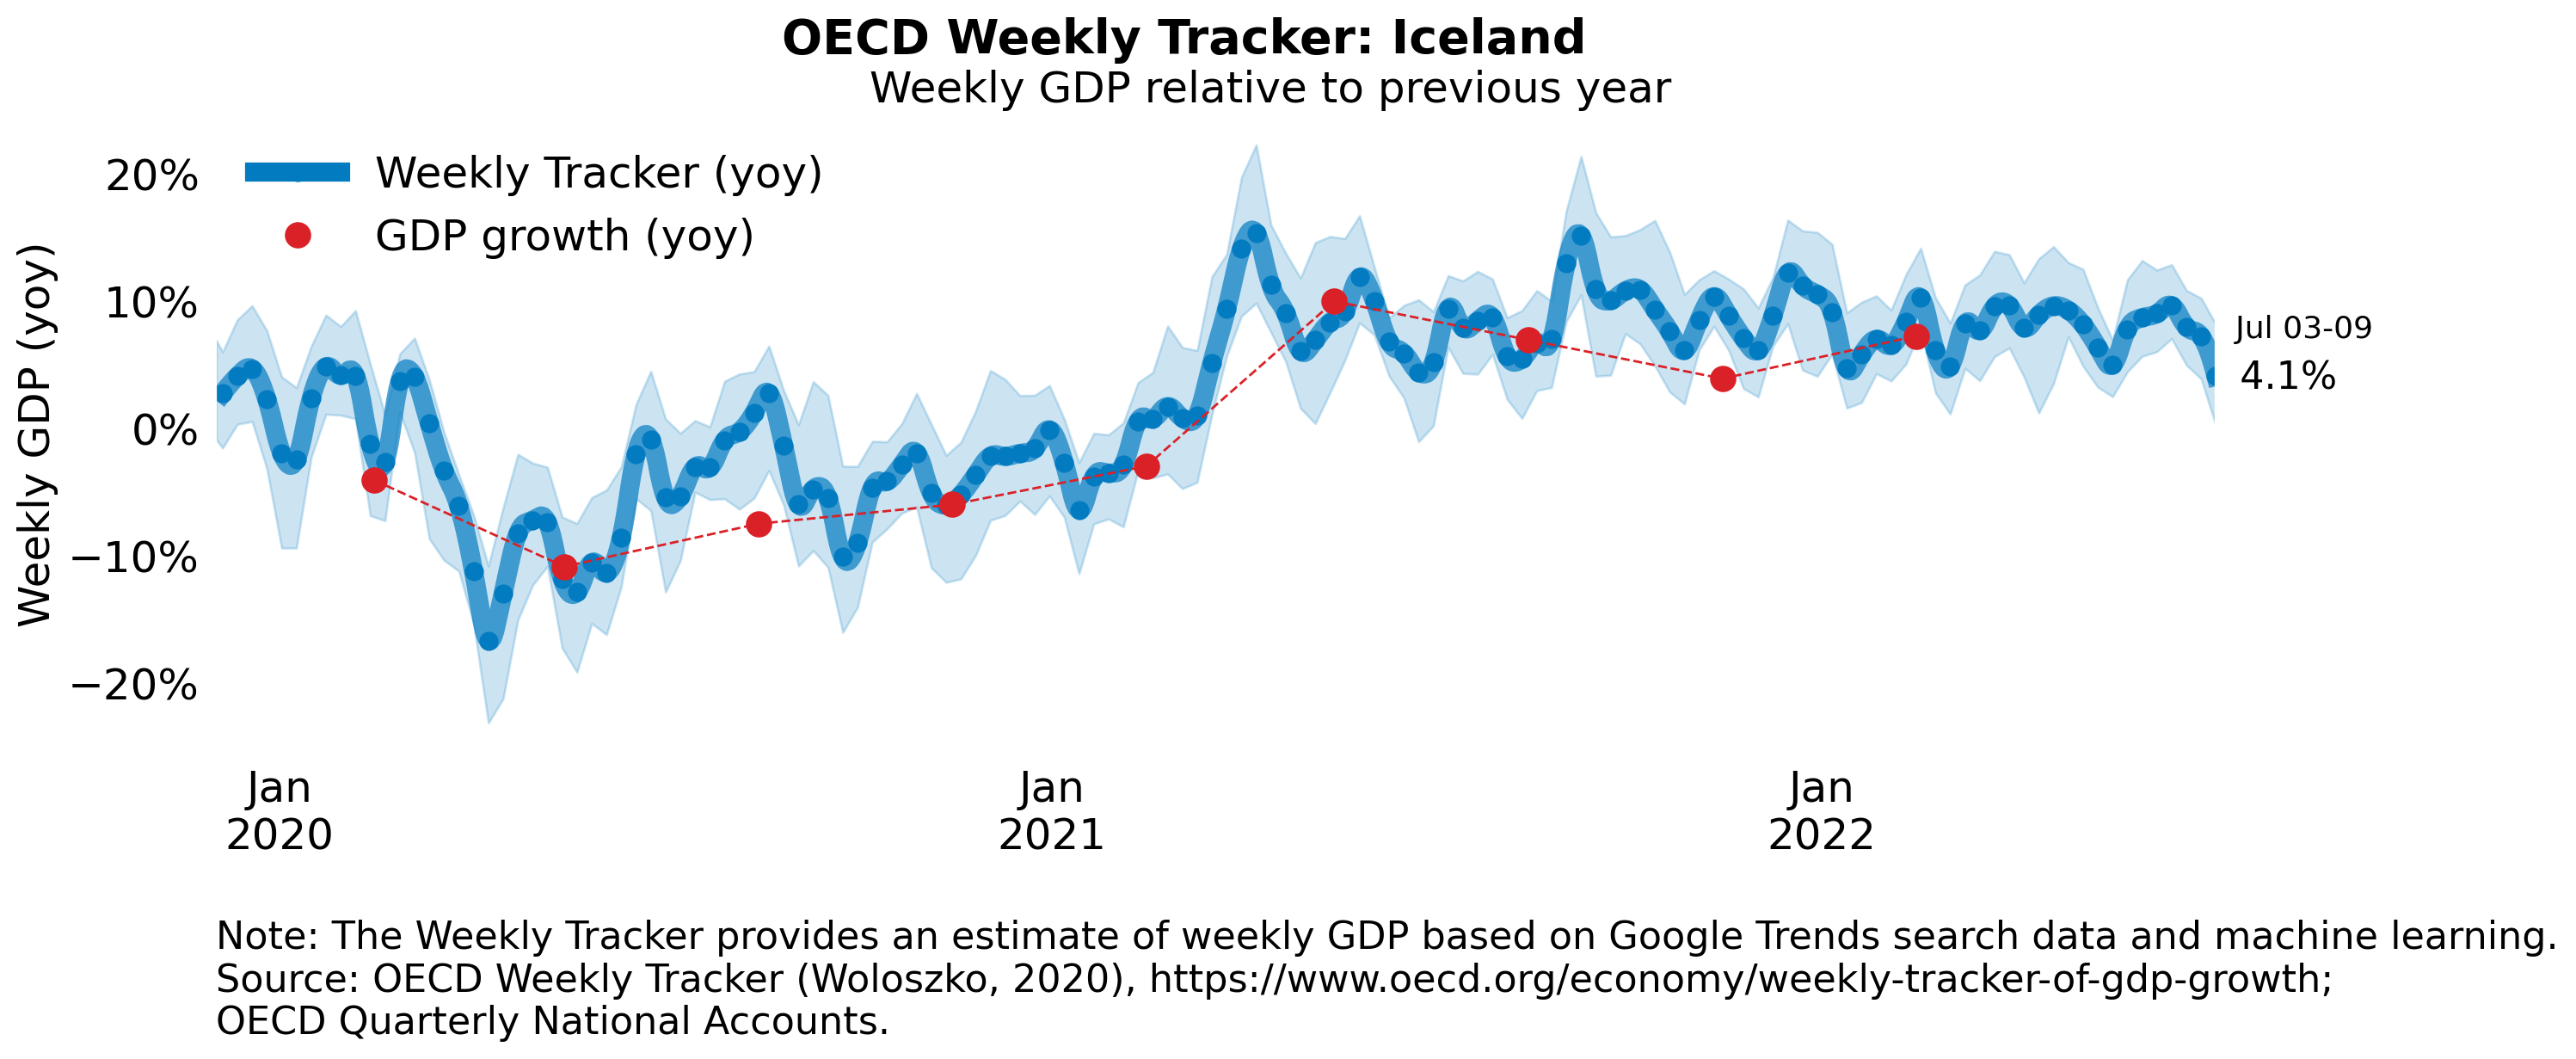 OECD Weekly Tracker: Iceland
Weekly GDP relative to previous year
Weekly GDP (yoy)
20%
10%
0%
−10%
−20%
Weekly Tracker (yoy)
GDP growth (yoy)
Jul 03-09
4.1%
Jan
2020
Jan
2021
Jan
2022
Note: The Weekly Tracker provides an estimate of weekly GDP based on Google Trends search data and machine learning.
Source: OECD Weekly Tracker (Woloszko, 2020), https://www.oecd.org/economy/weekly-tracker-of-gdp-growth;
OECD Quarterly National Accounts.